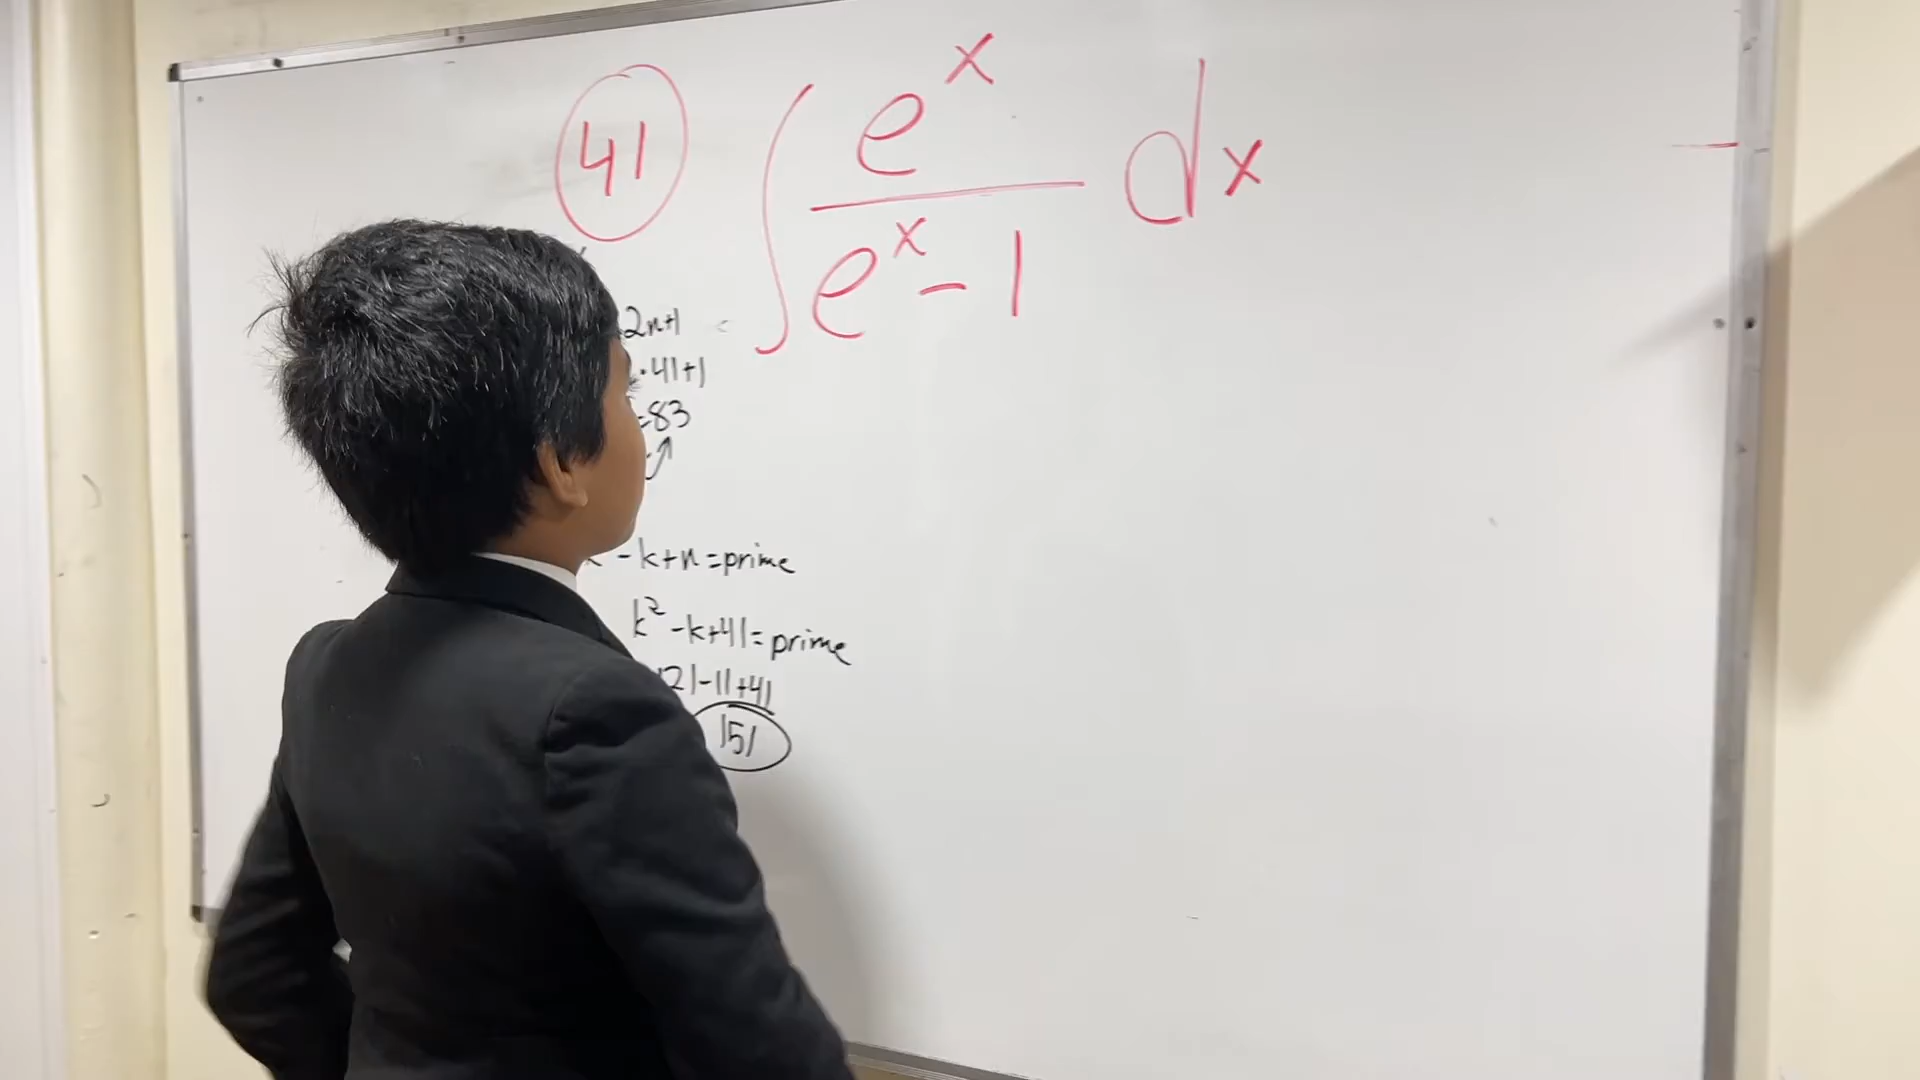 41 ∫ e^x / e^x - 1 dx
2n+1
· 41+1
=83
- k+n = prime
k² - k+41 = prime
121-11+41
151